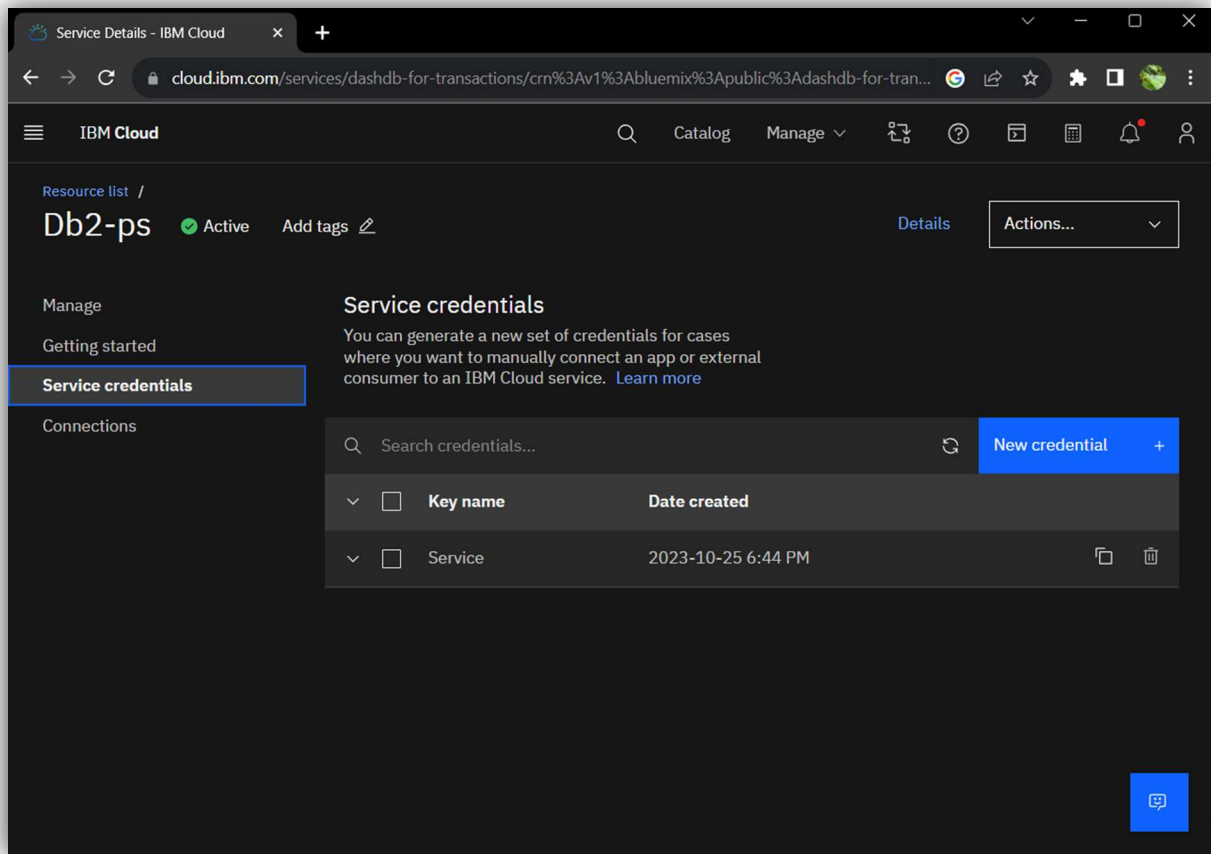 Service Details - IBM Cloud
cloud.ibm.com/services/dashdb-for-transactions/crn%3Av1%3Abluemix%3Apublic%3Adashdb-for-tran...
IBM Cloud
Catalog
Manage
Resource list /
Db2-ps
Active
Add tags
Details
Actions...
Manage
Getting started
Service credentials
Connections
Service credentials
You can generate a new set of credentials for cases
where you want to manually connect an app or external
consumer to an IBM Cloud service. Learn more
Search credentials...
New credential +
Key name
Date created
Service
2023-10-25 6:44 PM